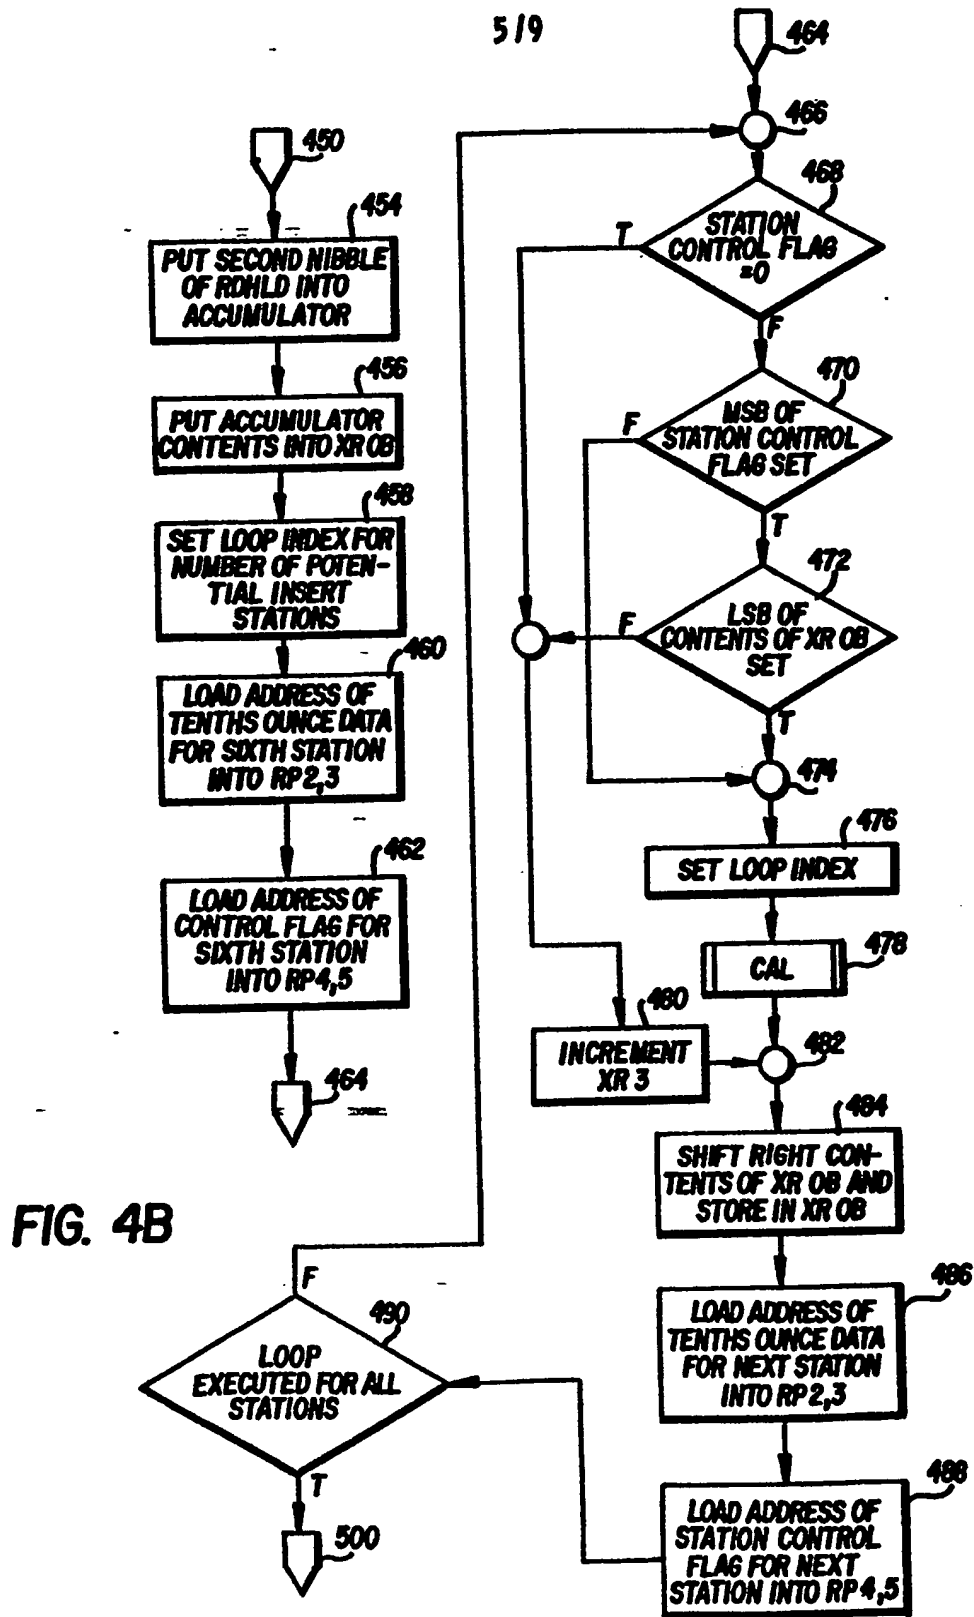 5/9
450
454
PUT SECOND NIBBLE
OF RDHLD INTO
ACCUMULATOR
456
PUT ACCUMULATOR
CONTENTS INTO XR OB
458
SET LOOP INDEX FOR
NUMBER OF POTEN-
TIAL INSERT
STATIONS
460
LOAD ADDRESS OF
TENTHS OUNCE DATA
FOR SIXTH STATION
INTO RP2,3
462
LOAD ADDRESS OF
CONTROL FLAG FOR
SIXTH STATION
INTO RP4,5
464
464
466
468
STATION
CONTROL FLAG
=0
T
F
470
MSB OF
STATION CONTROL
FLAG SET
F
T
472
LSB OF
CONTENTS OF XR OB
SET
F
T
474
476
SET LOOP INDEX
CAL
478
480
INCREMENT
XR 3
482
484
SHIFT RIGHT CON-
TENTS OF XR OB AND
STORE IN XR OB
486
LOAD ADDRESS OF
TENTHS OUNCE DATA
FOR NEXT STATION
INTO RP2,3
488
LOAD ADDRESS OF
STATION CONTROL
FLAG FOR NEXT
STATION INTO RP4,5
FIG. 4B
F
490
LOOP
EXECUTED FOR ALL
STATIONS
T
500